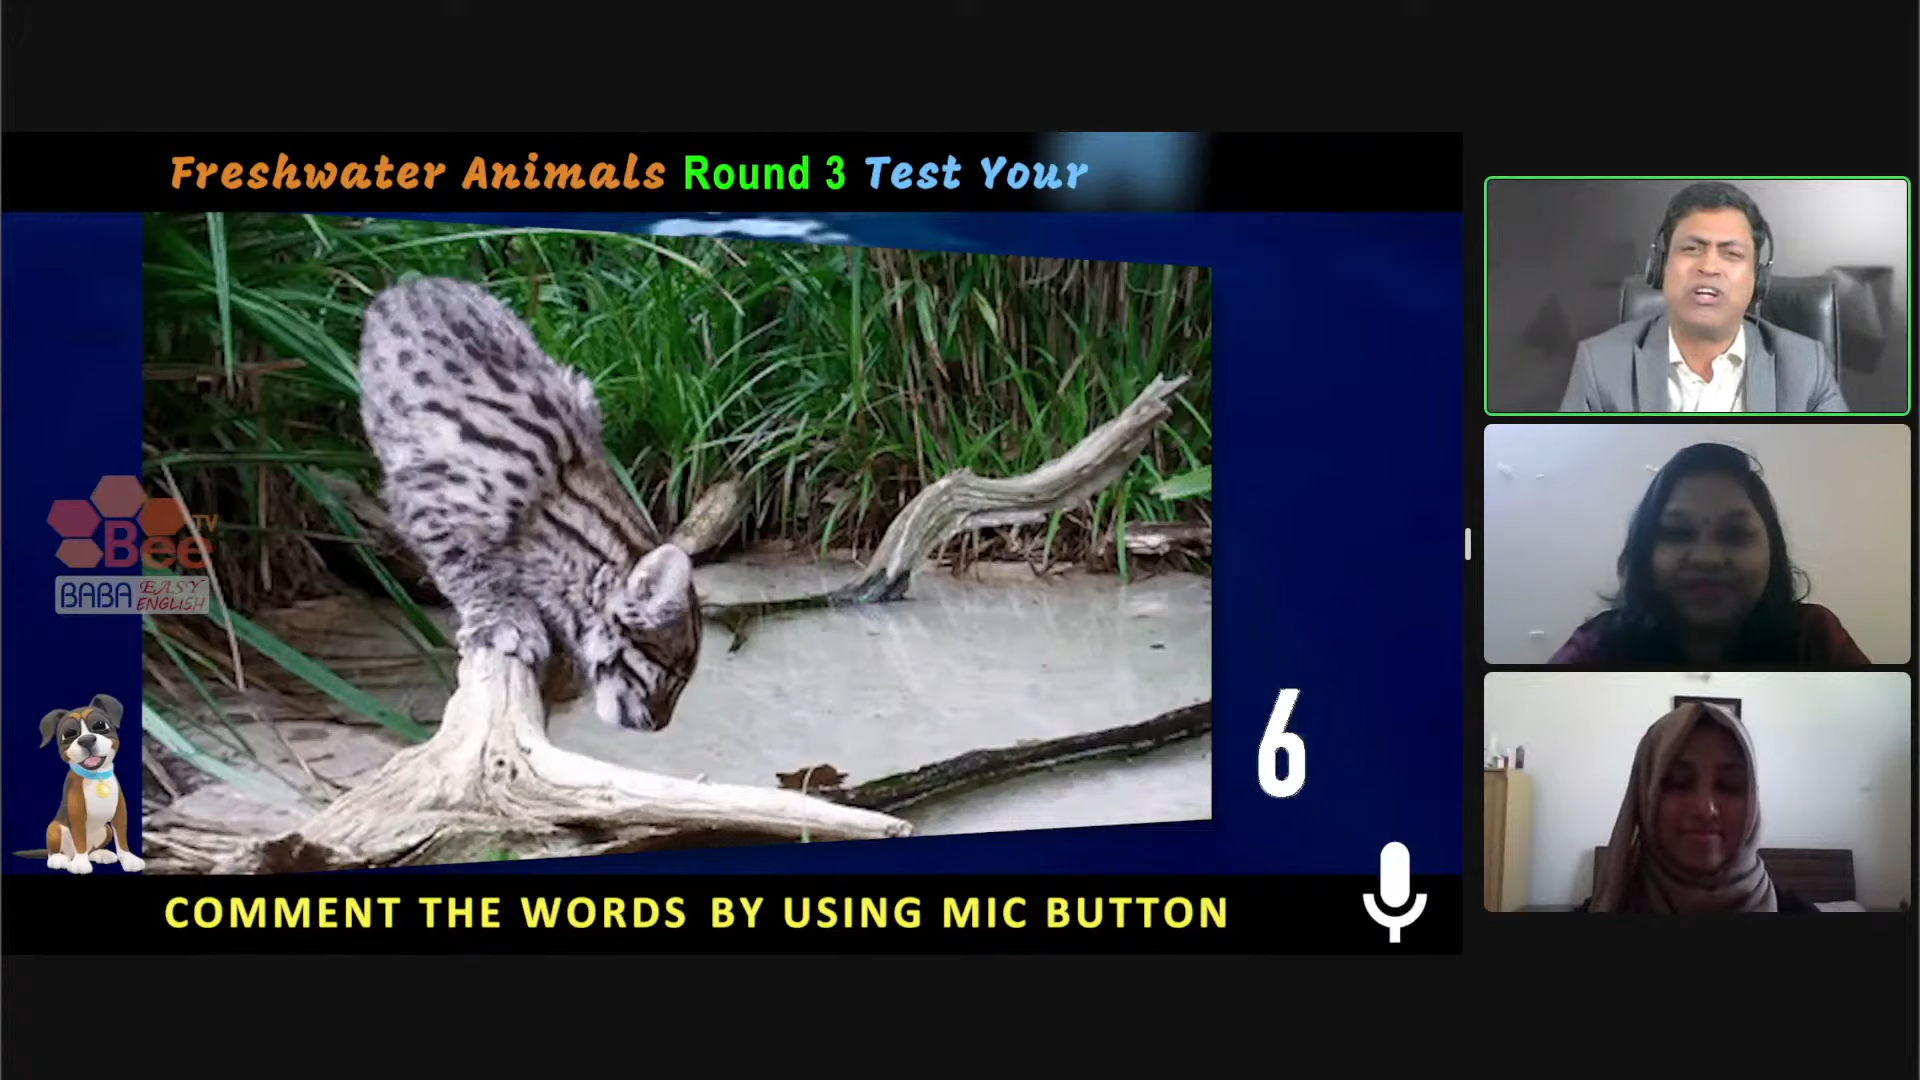 Freshwater Animals Round 3 Test Your
Bee TV
BABA EASY ENGLISH
6
COMMENT THE WORDS BY USING MIC BUTTON